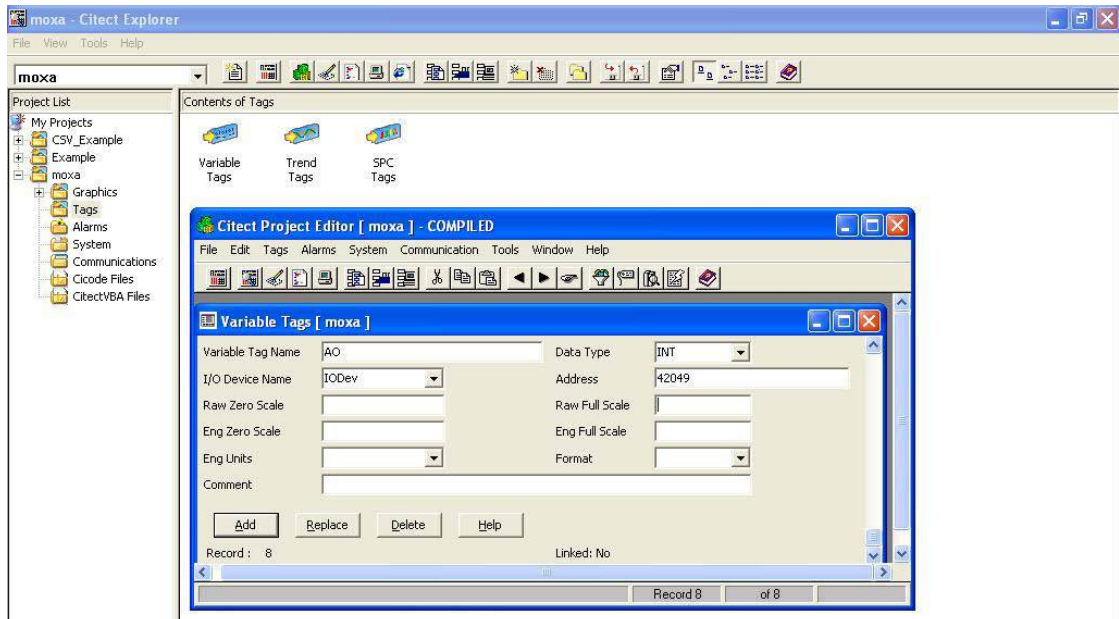 moxa - Citect Explorer
File View Tools Help
moxa
Project List
My Projects
CSV_Example
Example
moxa
Graphics
Tags
Alarms
System
Communications
Cicode Files
CitectVBA Files
Contents of Tags
Variable Tags
Trend Tags
SPC Tags
Citect Project Editor [ moxa ] - COMPILED
File Edit Tags Alarms System Communication Tools Window Help
Variable Tags [ moxa ]
Variable Tag Name AO Data Type INT
I/O Device Name IODev Address 42049
Raw Zero Scale Raw Full Scale
Eng Zero Scale Eng Full Scale
Eng Units Format
Comment
Add Replace Delete Help
Record : 8 Linked: No
Record 8 of 8